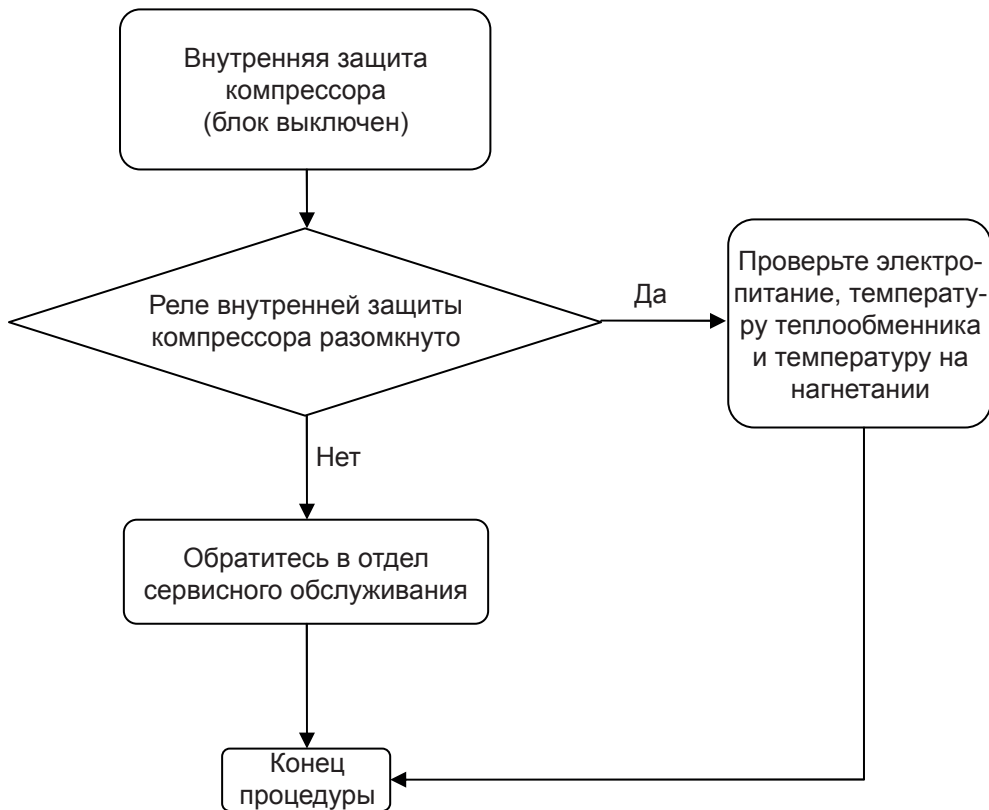 Внутренняя защита
компрессора
(блок выключен)
Реле внутренней защиты
компрессора разомкнуто
Да
Проверьте электро-
питание, температу-
ру теплообменника
и температуру на
нагнетании
Нет
Обратитесь в отдел
сервисного обслуживания
Конец
процедуры